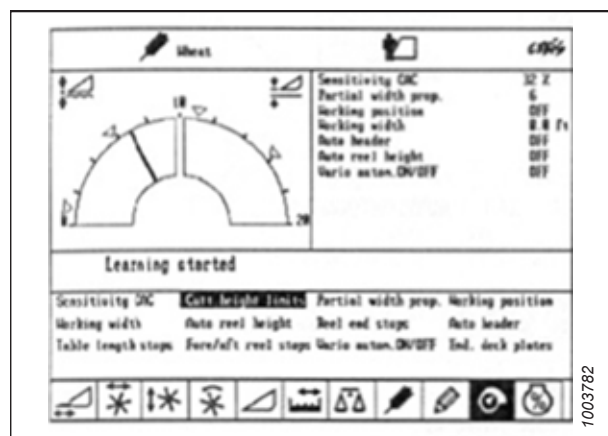 Wheat
CEBIS
Sensitivity CAC 32 %
Partial width prop. 6
Working position OFF
Working width 0.0 ft
Auto header OFF
Auto reel height OFF
Vario autom.ON/OFF OFF
10
0 20
Learning started
Sensitivity CAC Cutt.height limits Partial width prop. Working position
Working width Auto reel height Reel end stops Auto header
Table length stops Fore/aft reel stops Vario autom.ON/OFF End. deck plates
%
1003782